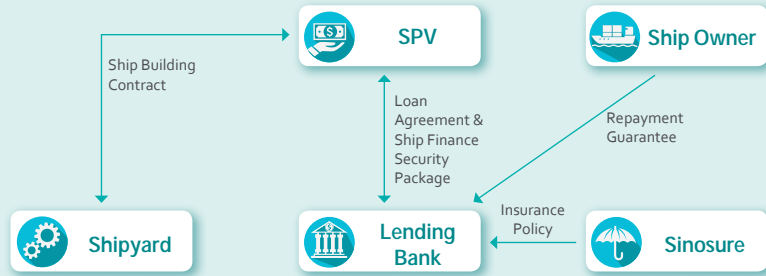 SPV
Ship Owner
Ship Building
Contract
Loan
Agreement &
Ship Finance
Security
Package
Repayment
Guarantee
Insurance
Policy
Shipyard
Lending
Bank
Sinosure